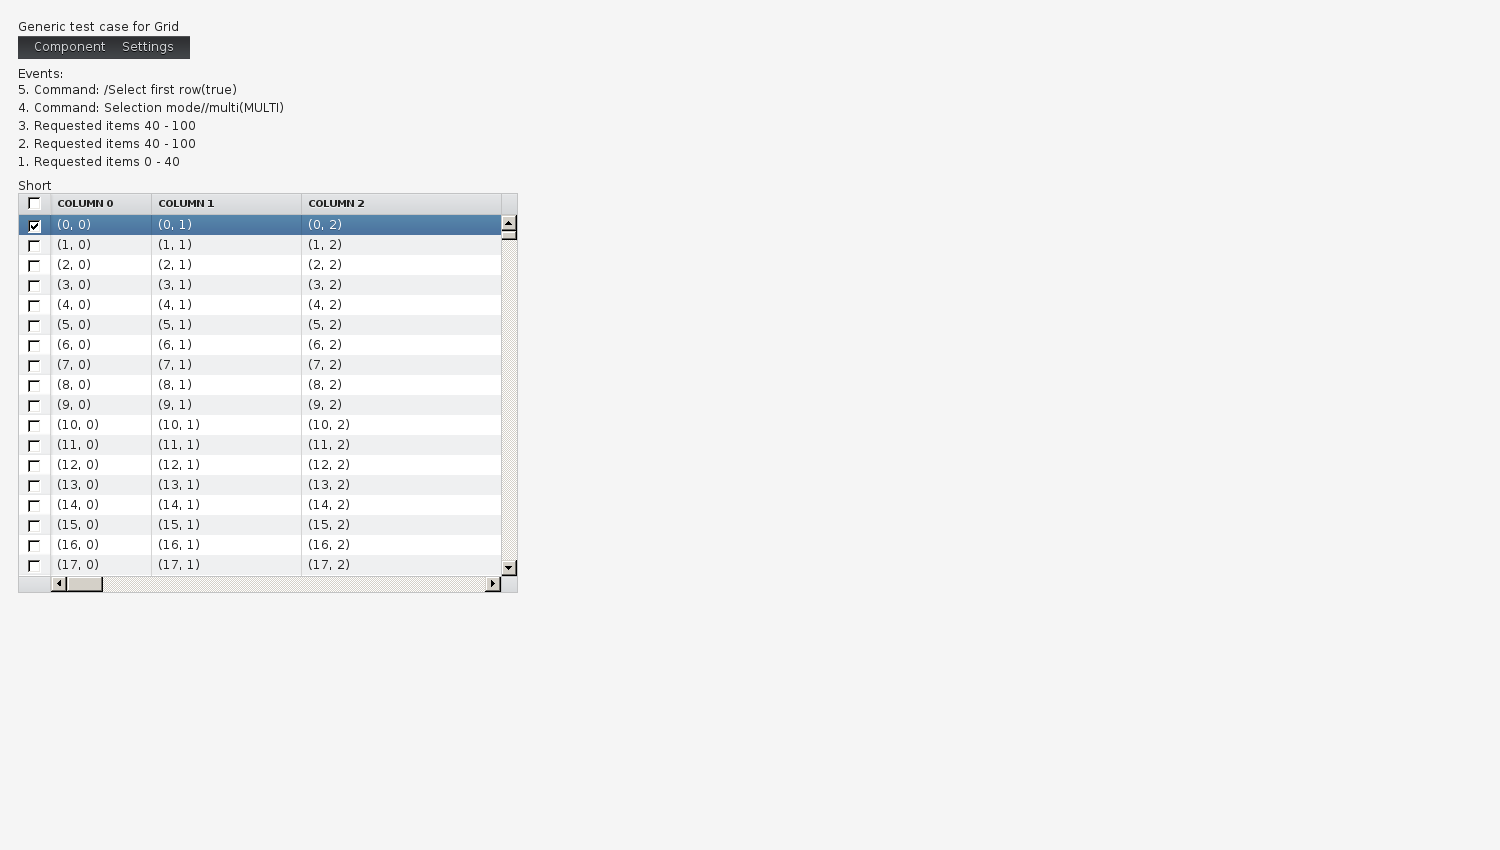 Generic test case for Grid
Component Settings
Events:
5. Command: /Select first row(true)
4. Command: Selection mode//multi(MULTI)
3. Requested items 40 - 100
2. Requested items 40 - 100
1. Requested items 0 - 40
Short
COLUMN 0 COLUMN 1 COLUMN 2
(0, 0) (0, 1) (0, 2)
(1, 0) (1, 1) (1, 2)
(2, 0) (2, 1) (2, 2)
(3, 0) (3, 1) (3, 2)
(4, 0) (4, 1) (4, 2)
(5, 0) (5, 1) (5, 2)
(6, 0) (6, 1) (6, 2)
(7, 0) (7, 1) (7, 2)
(8, 0) (8, 1) (8, 2)
(9, 0) (9, 1) (9, 2)
(10, 0) (10, 1) (10, 2)
(11, 0) (11, 1) (11, 2)
(12, 0) (12, 1) (12, 2)
(13, 0) (13, 1) (13, 2)
(14, 0) (14, 1) (14, 2)
(15, 0) (15, 1) (15, 2)
(16, 0) (16, 1) (16, 2)
(17, 0) (17, 1) (17, 2)